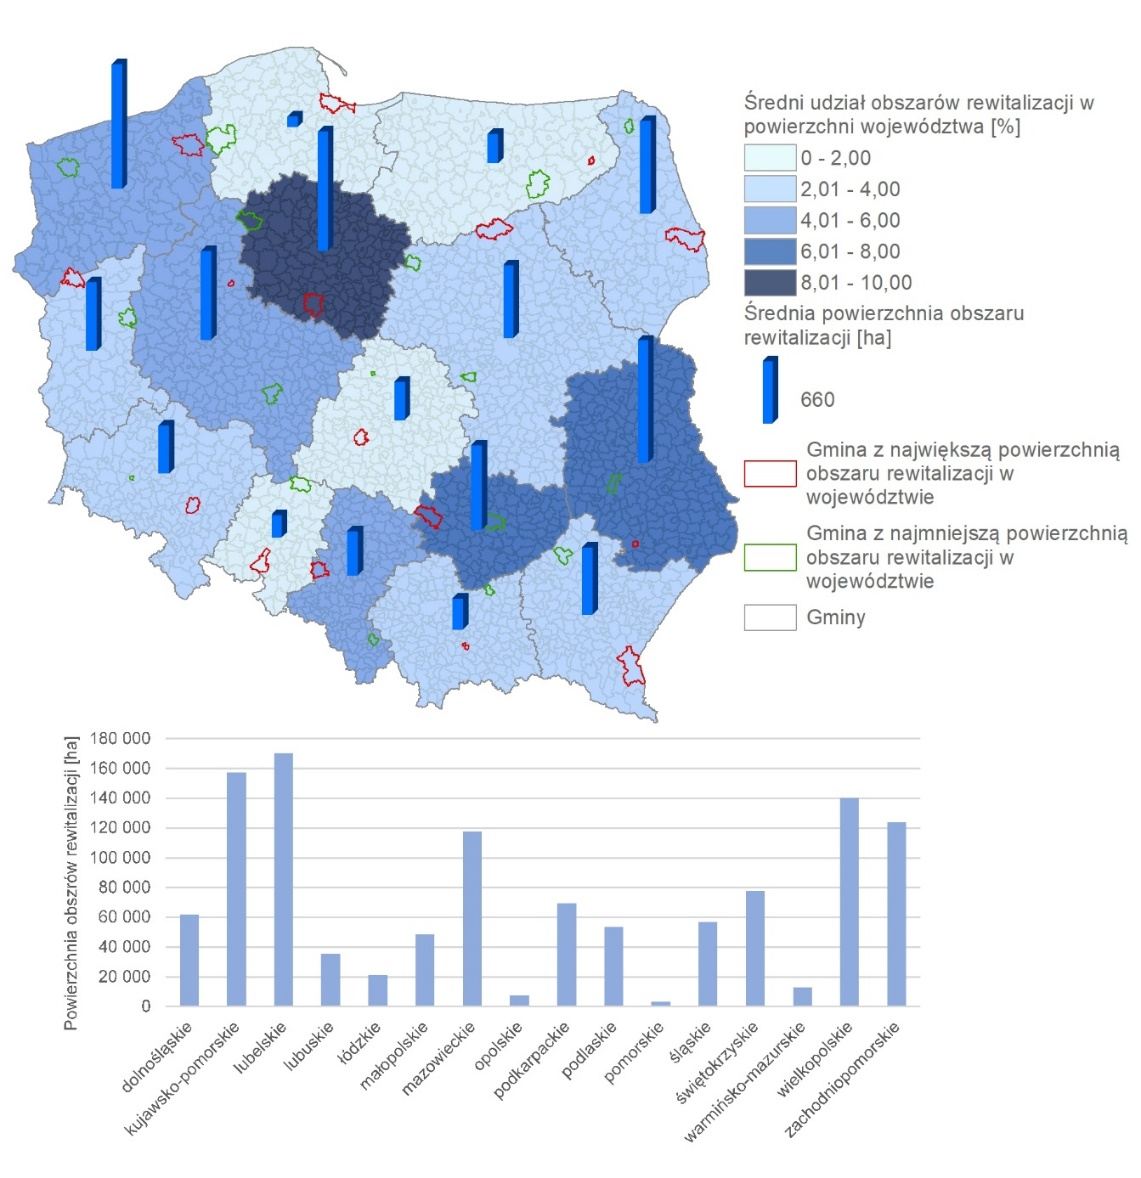 Średni udział obszarów rewitalizacji w
powierzchni województwa [%]
0 - 2,00
2,01 - 4,00
4,01 - 6,00
6,01 - 8,00
8,01 - 10,00
Średnia powierzchnia obszaru
rewitalizacji [ha]
660
Gmina z największą powierzchnią
obszaru rewitalizacji w
województwie
Gmina z najmniejszą powierzchnią
obszaru rewitalizacji w
województwie
Gminy
Powierzchnia obszrów rewitalizacji [ha]
180 000
160 000
140 000
120 000
100 000
80 000
60 000
40 000
20 000
0
dolnośląskie
kujawsko-pomorskie
lubelskie
lubuskie
łódzkie
małopolskie
mazowieckie
opolskie
podkarpackie
podlaskie
pomorskie
śląskie
świętokrzyskie
warmińsko-mazurskie
wielkopolskie
zachodniopomorskie